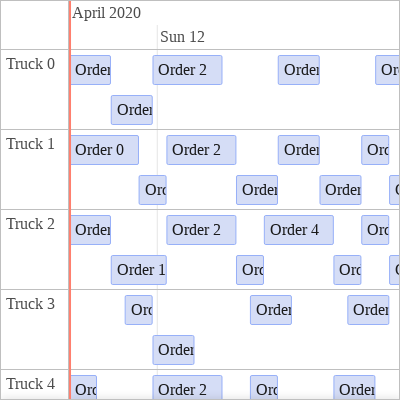 April 2020
Sun 12
Truck 0
Order Order 2 Order Or
Order
Truck 1
Order 0 Order 2 Order Ord
Ord Order Order
Truck 2
Order Order 2 Order 4 Ord
Order 1 Ord Ord
Truck 3
Ord Order Order
Order
Truck 4
Ord Order 2 Ord Order